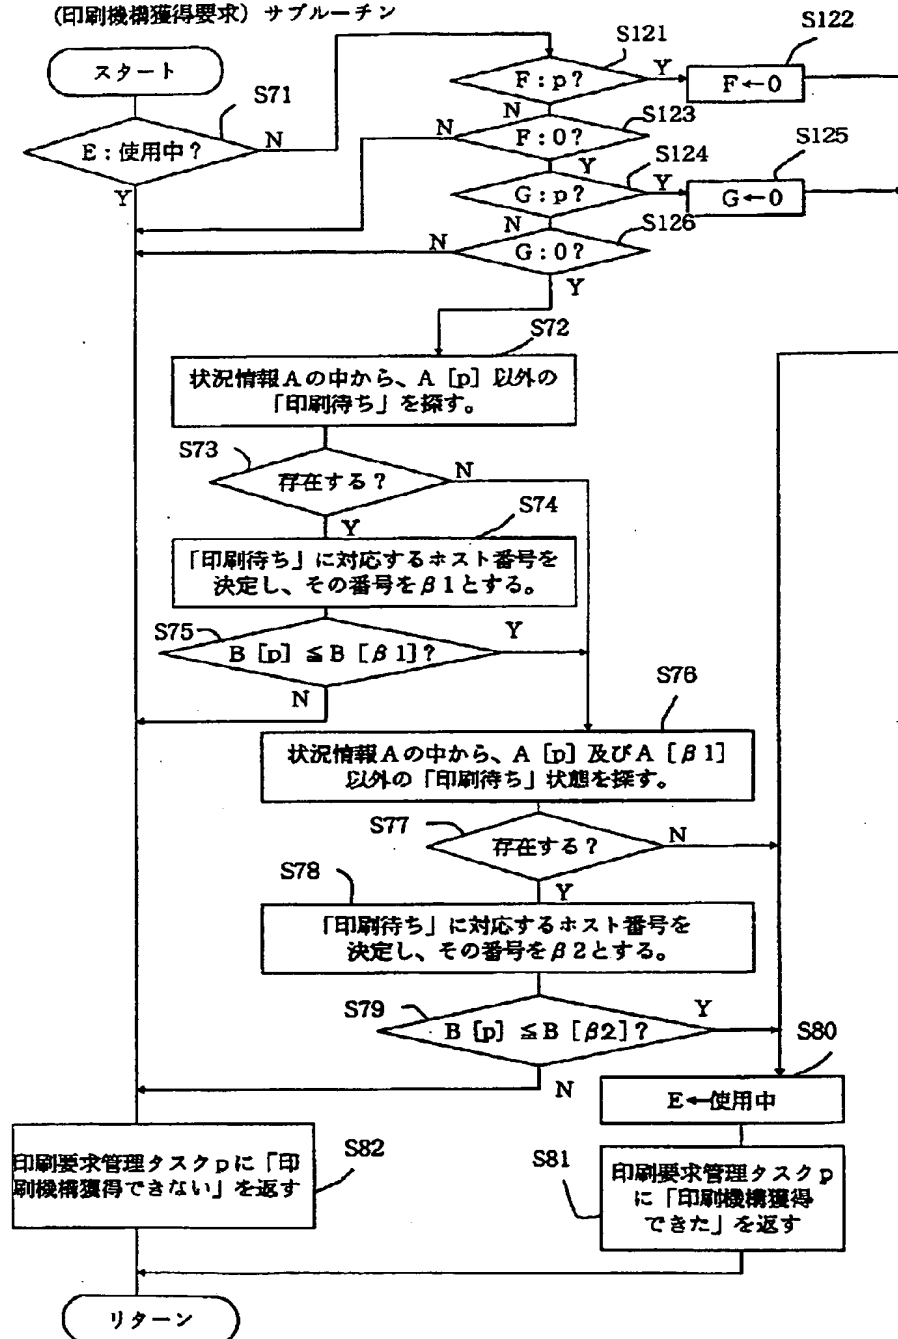 (印刷機構獲得要求) サブルーチン
スタート
S71
E:使用中?
N
Y
S121
F:p?
Y
S122
F←0
N
S123
F:0?
N
Y
S124
G:p?
Y
S125
G←0
N
S126
G:0?
N
Y
S72
状況情報Aの中から、A[p]以外の
「印刷待ち」を探す。
S73
存在する?
N
Y
S74
「印刷待ち」に対応するホスト番号を
決定し、その番号をβ1とする。
S75
B[p]≦B[β1]?
Y
N
S76
状況情報Aの中から、A[p]及びA[β1]
以外の「印刷待ち」状態を探す。
S77
存在する?
N
Y
S78
「印刷待ち」に対応するホスト番号を
決定し、その番号をβ2とする。
S79
B[p]≦B[β2]?
Y
N
S80
E←使用中
S81
印刷要求管理タスクp
に「印刷機構獲得
できた」を返す
S82
印刷要求管理タスクpに「印
刷機構獲得できない」を返す
リターン